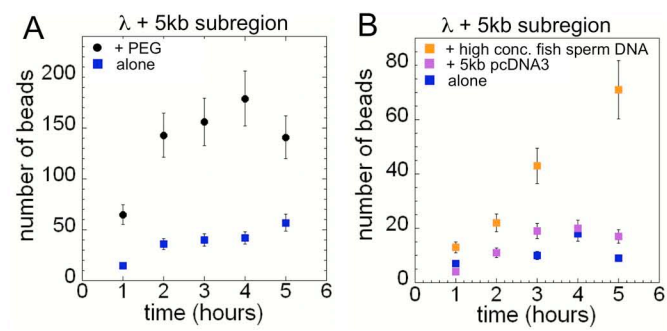 A
λ + 5kb subregion
+ PEG
alone
number of beads
200
150
100
50
0
0 1 2 3 4 5 6
time (hours)
B
λ + 5kb subregion
+ high conc. fish sperm DNA
+ 5kb pcDNA3
alone
number of beads
80
60
40
20
0
0 1 2 3 4 5 6
time (hours)